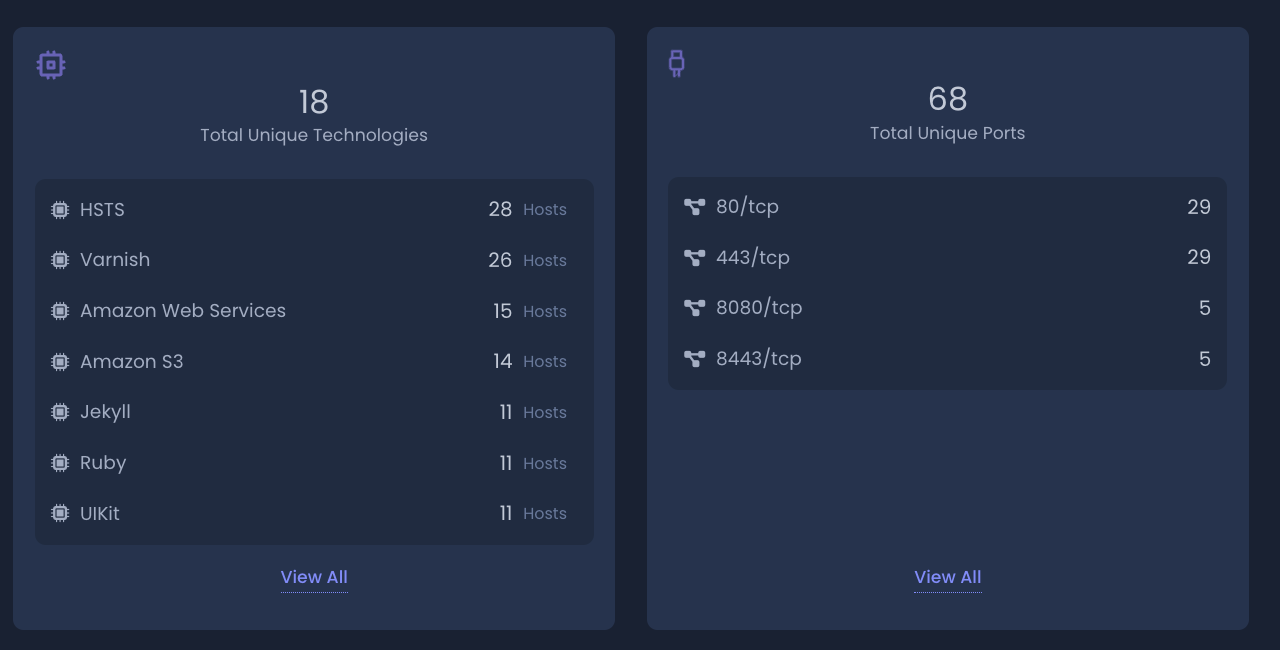 18
Total Unique Technologies
HSTS 28 Hosts
Varnish 26 Hosts
Amazon Web Services 15 Hosts
Amazon S3 14 Hosts
Jekyll 11 Hosts
Ruby 11 Hosts
UIKit 11 Hosts
View All
68
Total Unique Ports
80/tcp 29
443/tcp 29
8080/tcp 5
8443/tcp 5
View All